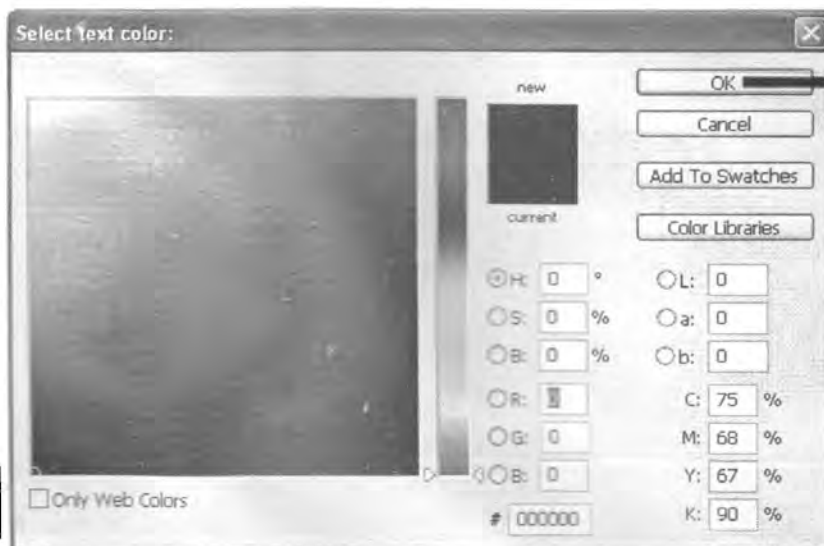 Select text color:
new
current
OK
Cancel
Add To Swatches
Color Libraries
H: 0 °
S: 0 %
B: 0 %
R:
G: 0
B: 0
# 000000
L: 0
a: 0
b: 0
C: 75 %
M: 68 %
Y: 67 %
K: 90 %
Only Web Colors